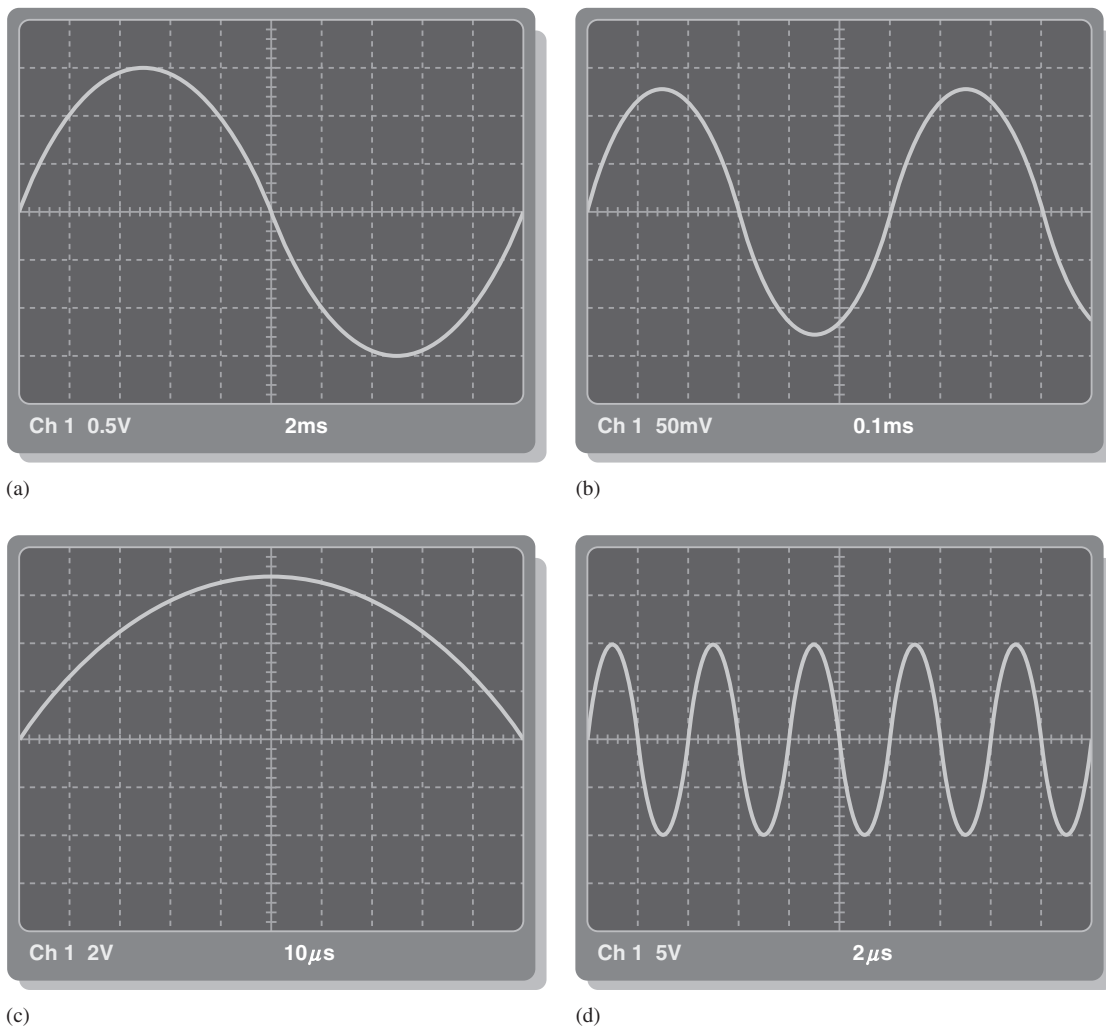 Ch 1 0.5V 2ms
Ch 1 50mV 0.1ms
(a)
(b)
Ch 1 2V 10μs
Ch 1 5V 2μs
(c)
(d)